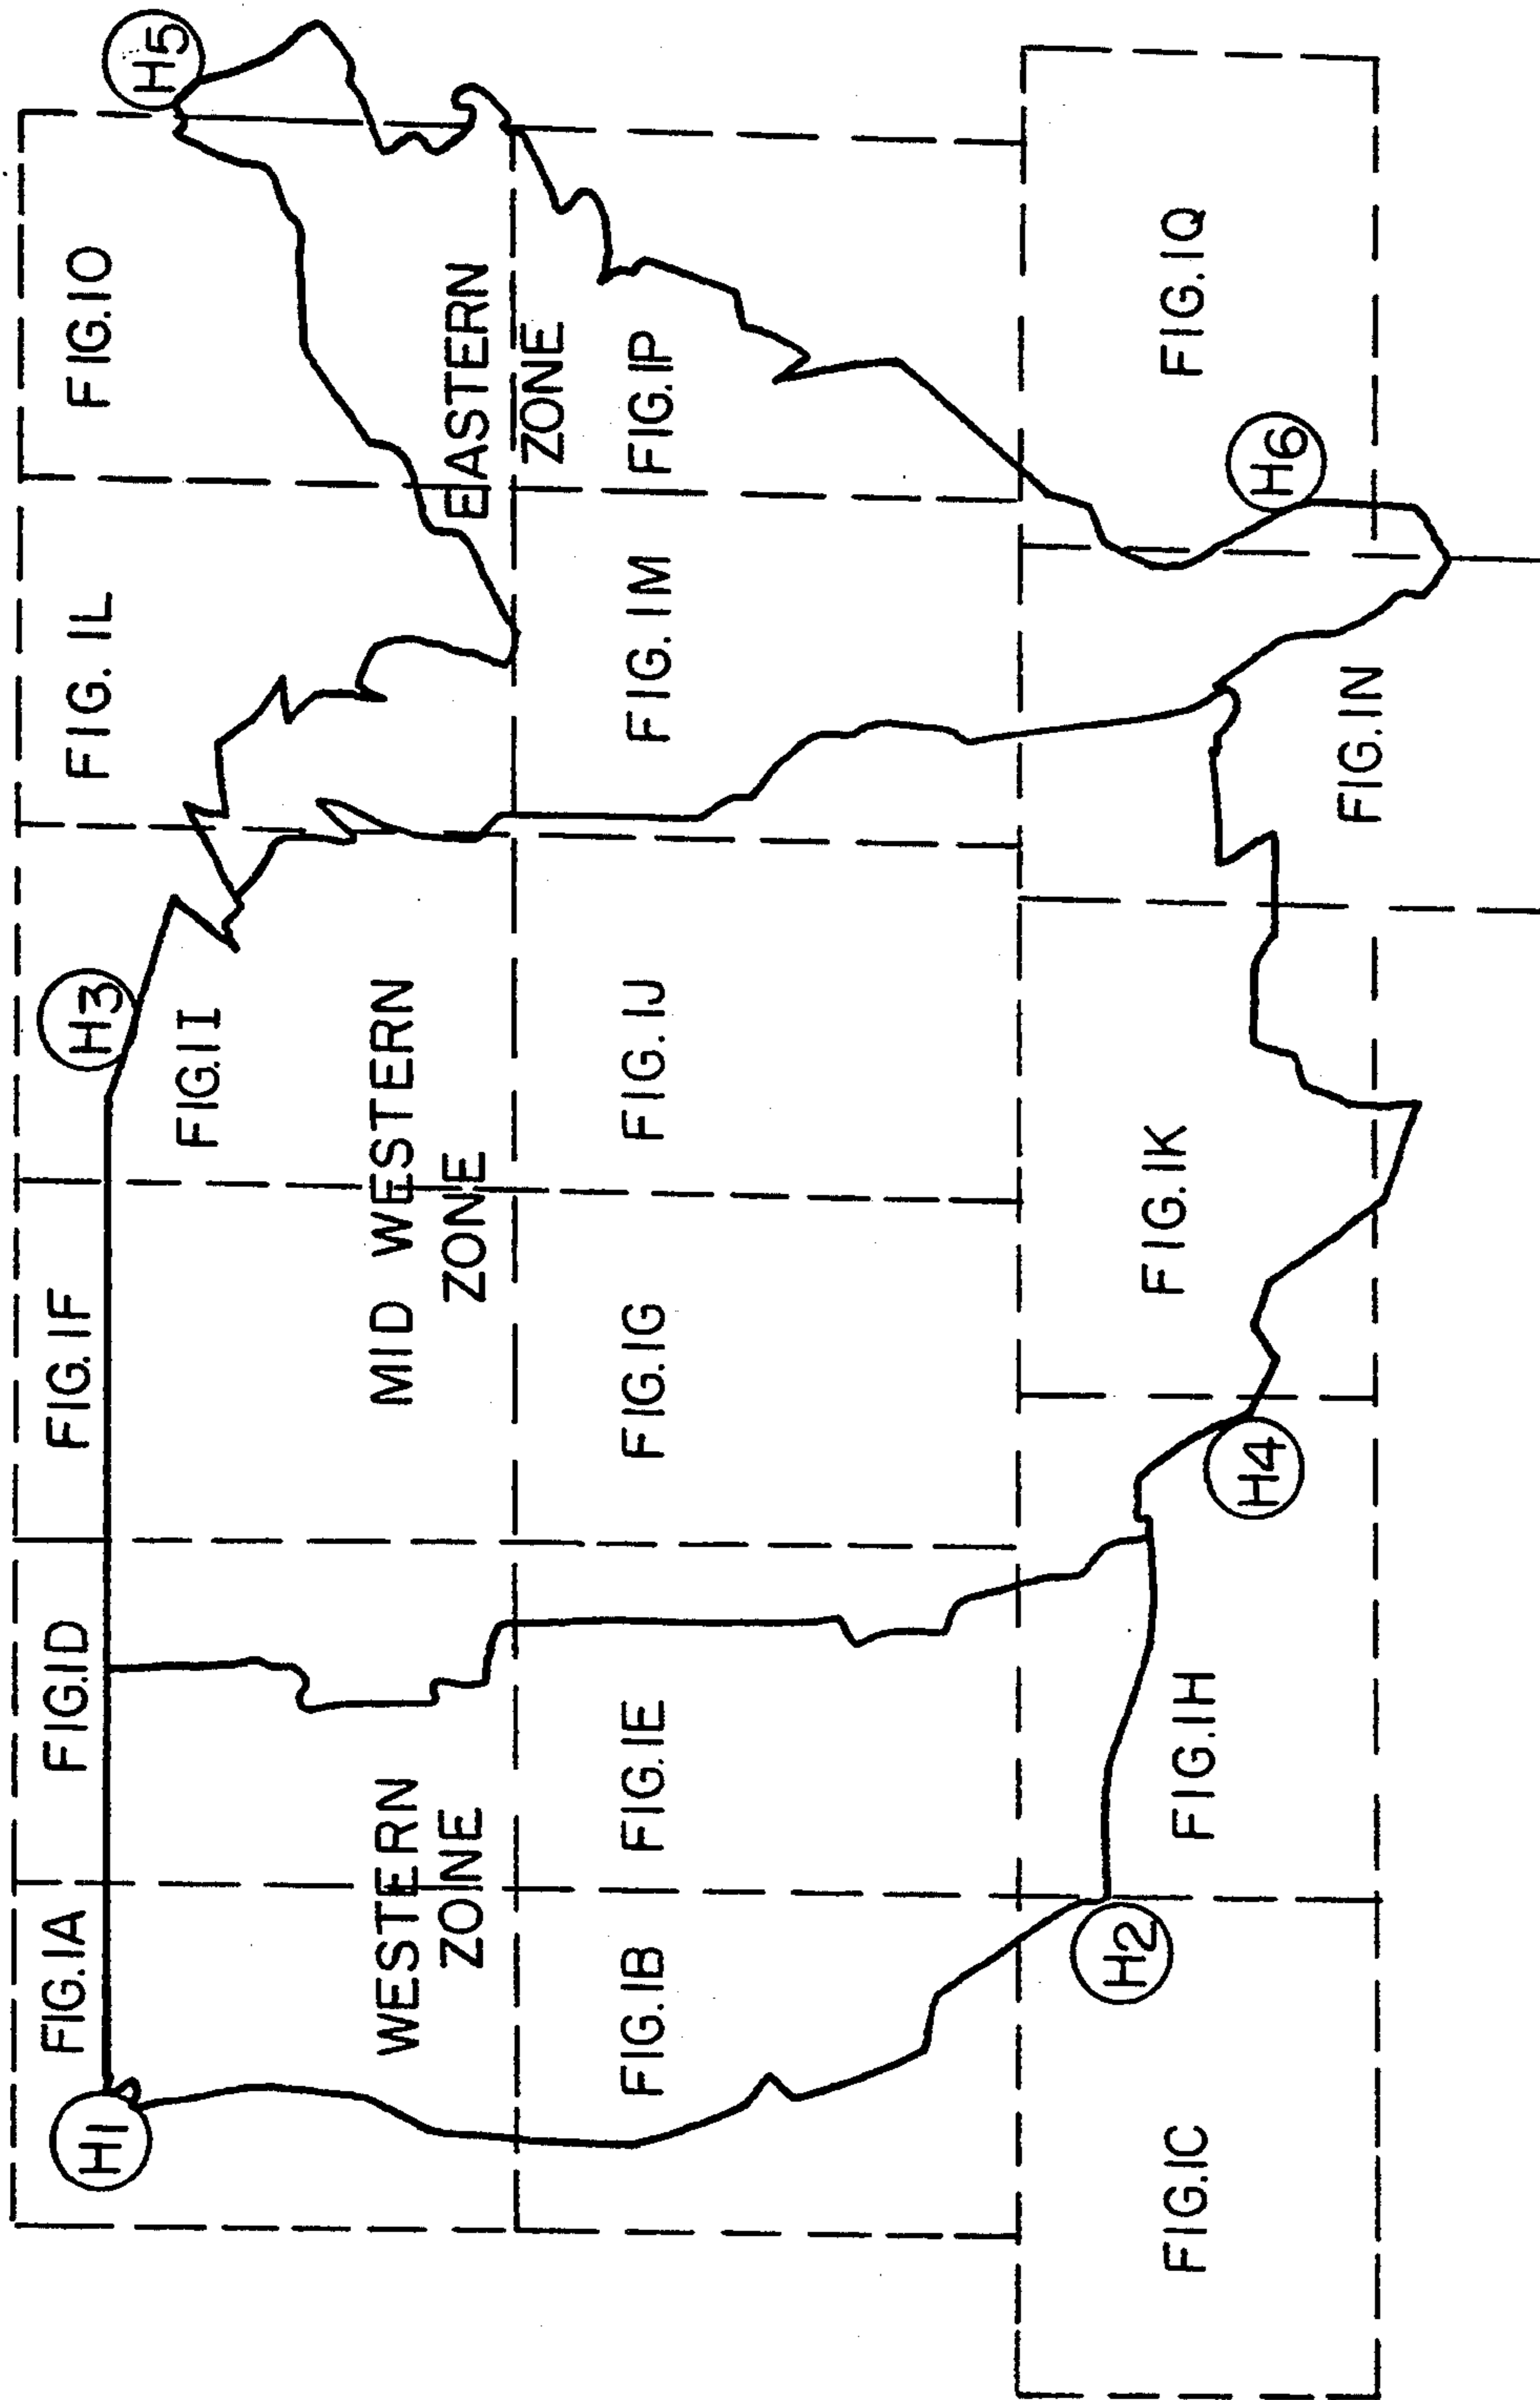 H1
FIG.1A
FIG.1D
FIG.1F
H3
FIG.1I
FIG. 1L
FIG.1O
H5
WESTERN
ZONE
MID WESTERN
ZONE
EASTERN
ZONE
FIG.1B
FIG.1E
FIG.1G
FIG.1J
FIG.1M
FIG.1P
FIG.1C
H2
FIG.1H
H4
FIG.1K
FIG.1N
H6
FIG.1Q